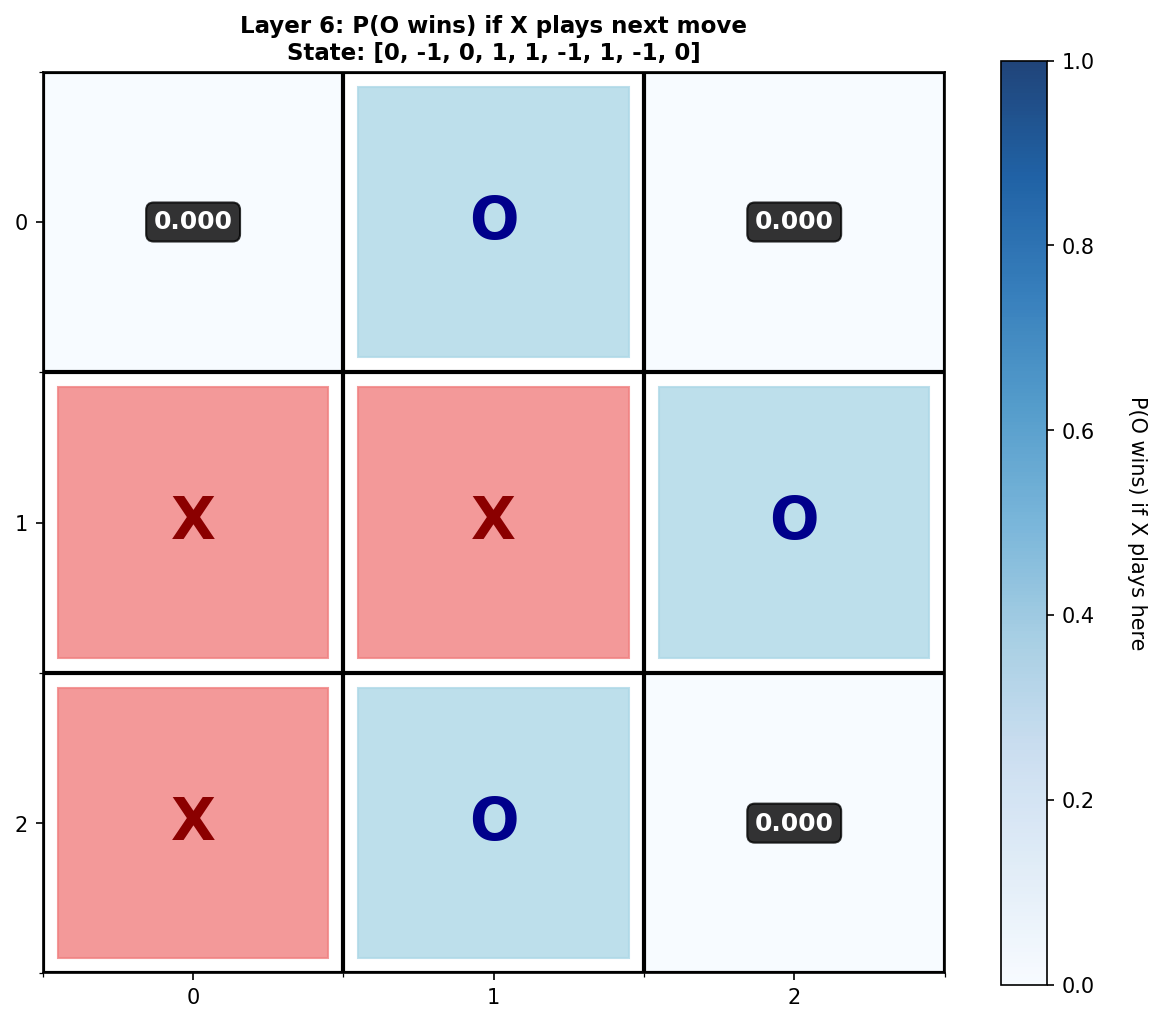 Layer 6: P(O wins) if X plays next move
State: [0, -1, 0, 1, 1, -1, 1, -1, 0]
0.000
O
0.000
X
X
O
X
O
0.000
0
1
2
0
1
2
1.0
0.8
0.6
0.4
0.2
0.0
P(O wins) if X plays here